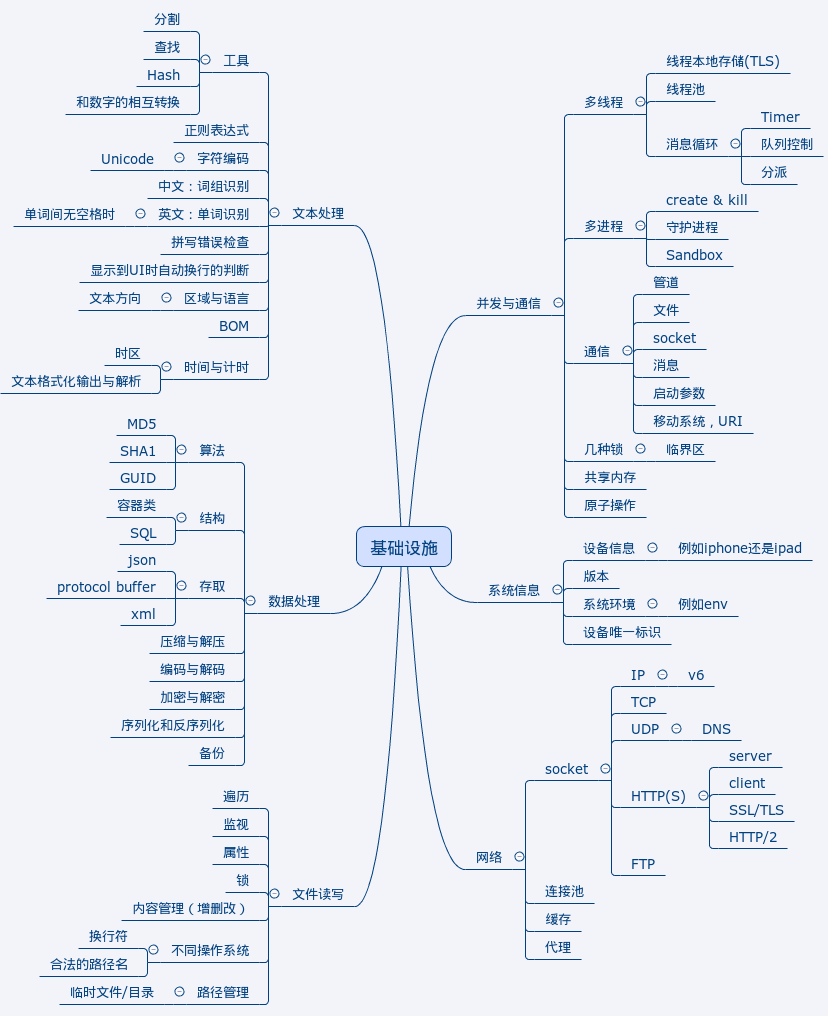 基础设施
文本处理
工具
分割
查找
Hash
和数字的相互转换
正则表达式
字符编码
Unicode
中文：词组识别
英文：单词识别
单词间无空格时
拼写错误检查
显示到UI时自动换行的判断
区域与语言
文本方向
BOM
时间与计时
时区
文本格式化输出与解析
数据处理
算法
MD5
SHA1
GUID
结构
容器类
SQL
存取
json
protocol buffer
xml
压缩与解压
编码与解码
加密与解密
序列化和反序列化
备份
文件读写
遍历
监视
属性
锁
内容管理（增删改）
不同操作系统
换行符
合法的路径名
路径管理
临时文件/目录
并发与通信
多线程
线程本地存储(TLS)
线程池
消息循环
Timer
队列控制
分派
多进程
create & kill
守护进程
Sandbox
通信
管道
文件
socket
消息
启动参数
移动系统，URI
几种锁
临界区
共享内存
原子操作
系统信息
设备信息
例如iphone还是ipad
版本
系统环境
例如env
设备唯一标识
网络
socket
IP
v6
TCP
UDP
DNS
HTTP(S)
server
client
SSL/TLS
HTTP/2
FTP
连接池
缓存
代理